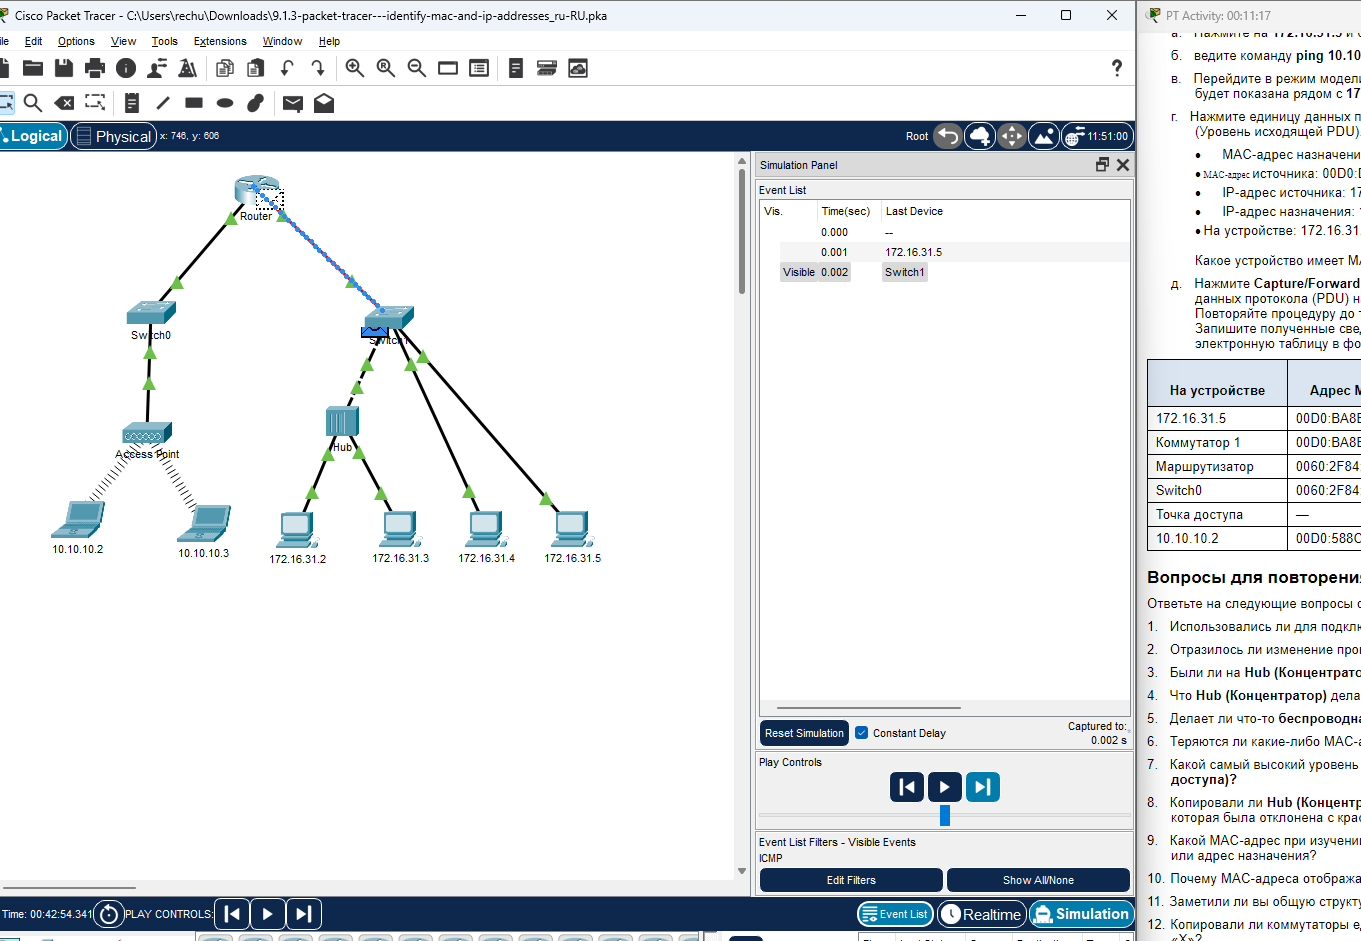 Cisco Packet Tracer - C:\Users\rechu\Downloads\9.1.3-packet-tracer---identify-mac-and-ip-addresses_ru-RU.pka
ile Edit Options View Tools Extensions Window Help
Logical Physical x: 746, y: 606 Root 11:51:00
Router
Switch0
Switch1
Access Point
Hub
10.10.10.2
10.10.10.3
172.16.31.2
172.16.31.3
172.16.31.4
172.16.31.5
Simulation Panel
Event List
Vis. Time(sec) Last Device
0.000 --
0.001 172.16.31.5
Visible 0.002 Switch1
Reset Simulation Constant Delay Captured to:
0.002 s
Play Controls
Event List Filters - Visible Events
ICMP
Edit Filters Show All/None
Time: 00:42:54.341 PLAY CONTROLS: Event List Realtime Simulation
PT Activity: 00:11:17
б. ведите команду ping 10.10
в. Перейдите в режим модели
будет показана рядом с 17
г. Нажмите единицу данных п
(Уровень исходящей PDU).
• MAC-адрес назначени
• MAC-адрес источника: 00D0:
• IP-адрес источника: 17
• IP-адрес назначения:
• На устройстве: 172.16.31.
Какое устройство имеет MA
д. Нажмите Capture/Forward
данных протокола (PDU) н
Повторяйте процедуру до
Запишите полученные све
электронную таблицу в фо
На устройстве Адрес M
172.16.31.5 00D0:BA8E
Коммутатор 1 00D0:BA8E
Маршрутизатор 0060:2F84:
Switch0 0060:2F84:
Точка доступа —
10.10.10.2 00D0:588C
Вопросы для повторения
Ответьте на следующие вопросы о
1. Использовались ли для подклю
2. Отразилось ли изменение про
3. Были ли на Hub (Концентрато
4. Что Hub (Концентратор) дела
5. Делает ли что-то беспроводна
6. Теряются ли какие-либо MAC-а
7. Какой самый высокий уровень
доступа)?
8. Копировали ли Hub (Концентр
которая была отклонена с крас
9. Какой MAC-адрес при изучени
или адрес назначения?
10. Почему MAC-адреса отобража
11. Заметили ли вы общую структу
12. Копировали ли коммутаторы е
«X»?